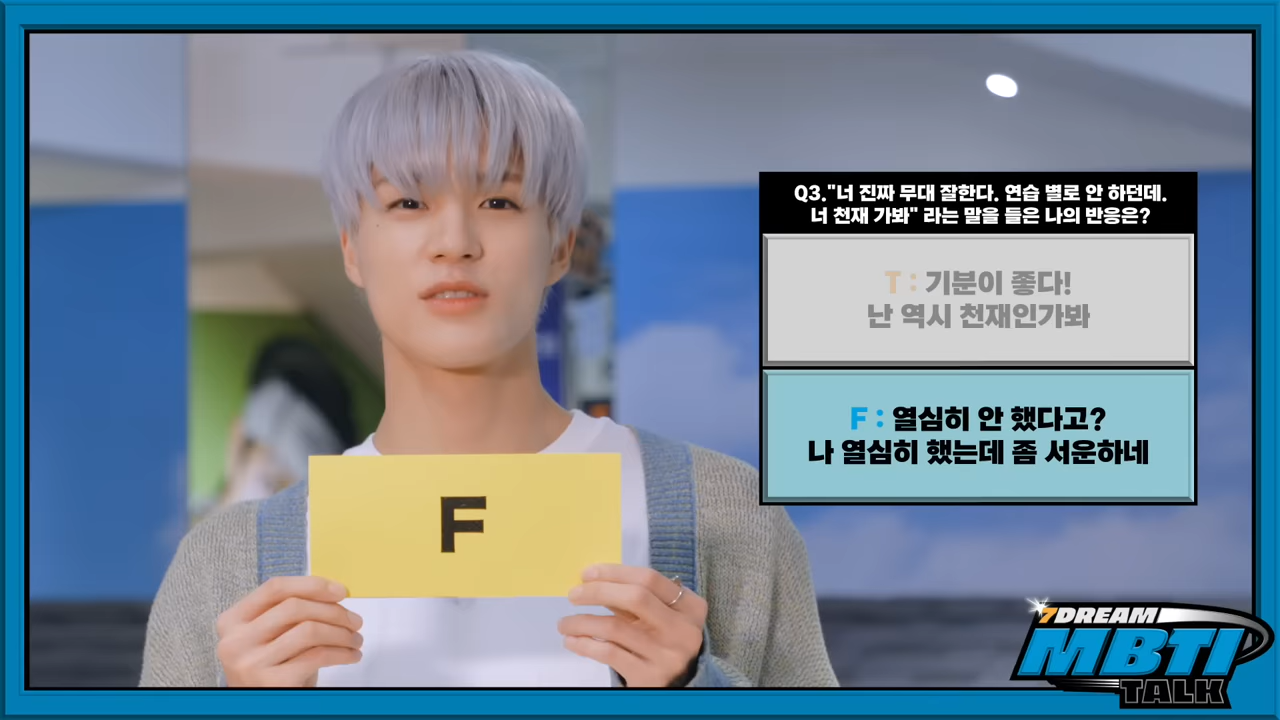 Q3."너 진짜 무대 잘한다. 연습 별로 안 하던데.
너 천재 가봐" 라는 말을 들은 나의 반응은?
T : 기분이 좋다!
난 역시 천재인가봐
F : 열심히 안 했다고?
나 열심히 했는데 좀 서운하네
F
7DREAM
MBTI
TALK